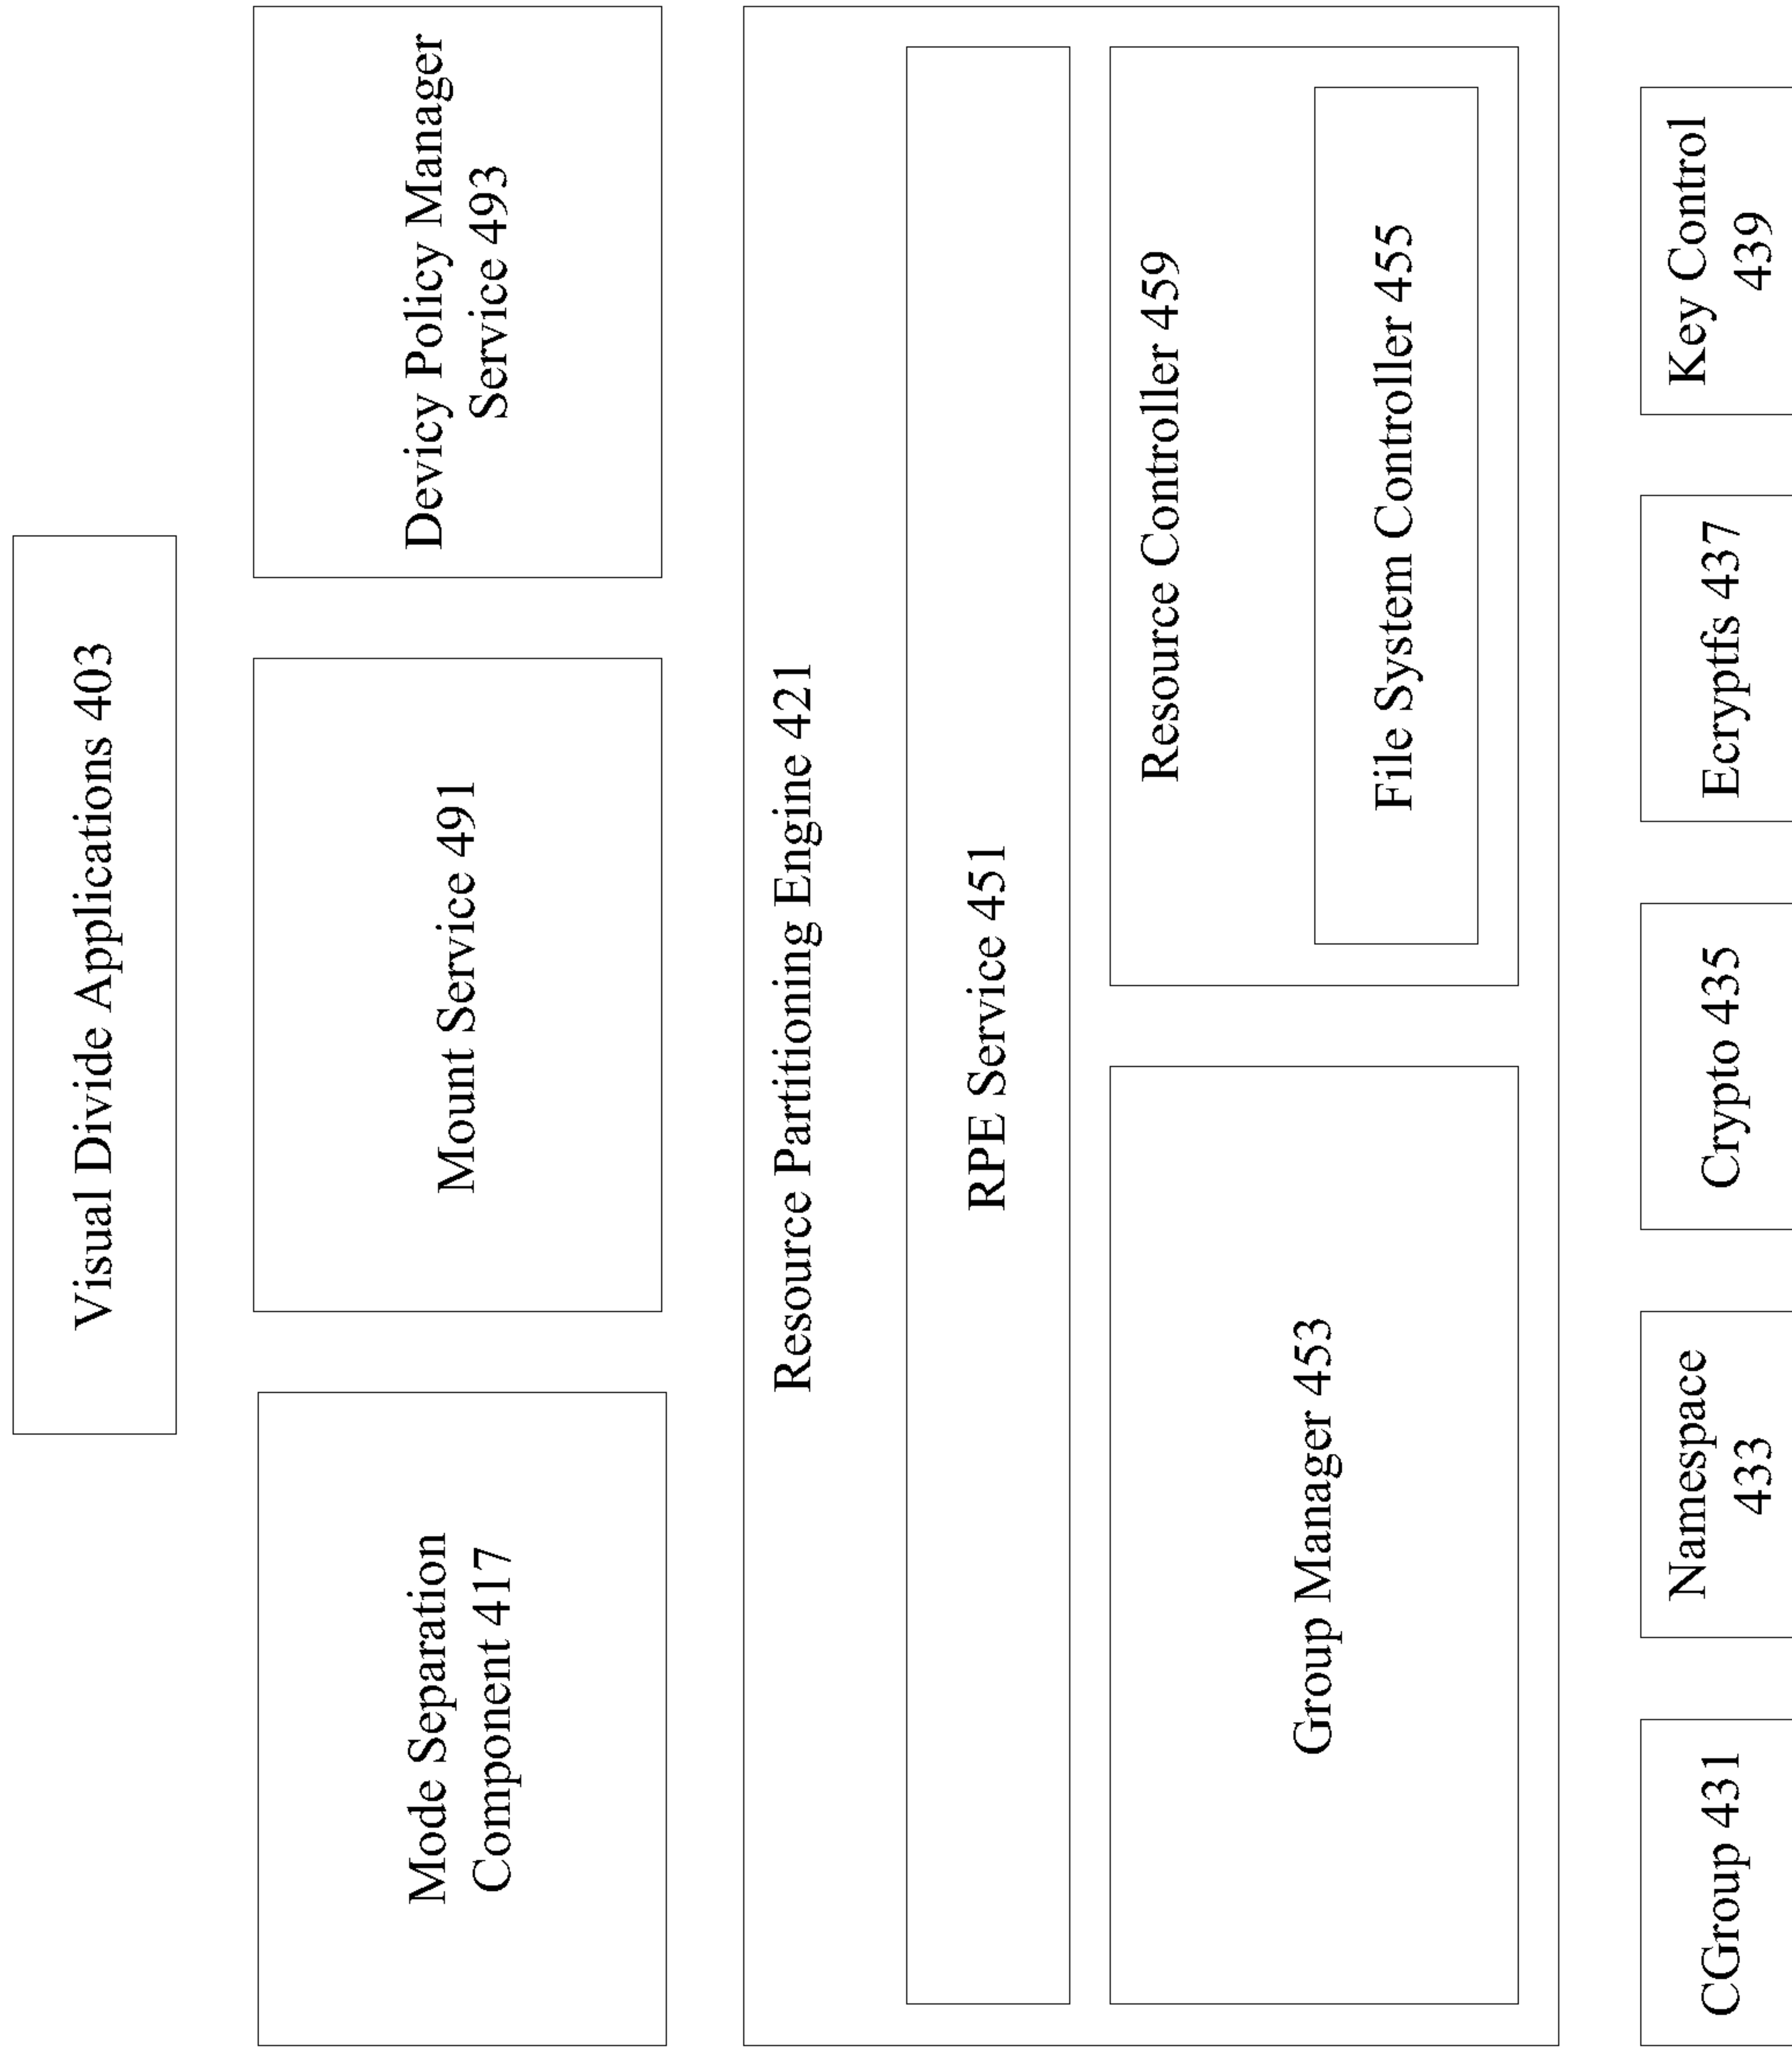 Visual Divide Applications 403
Mode Separation
Component 417
Mount Service 491
Devicy Policy Manager
Service 493
Resource Partitioning Engine 421
RPE Service 451
Group Manager 453
Resource Controller 459
File System Controller 455
CGroup 431
Namespace
433
Crypto 435
Ecryptfs 437
Key Control
439